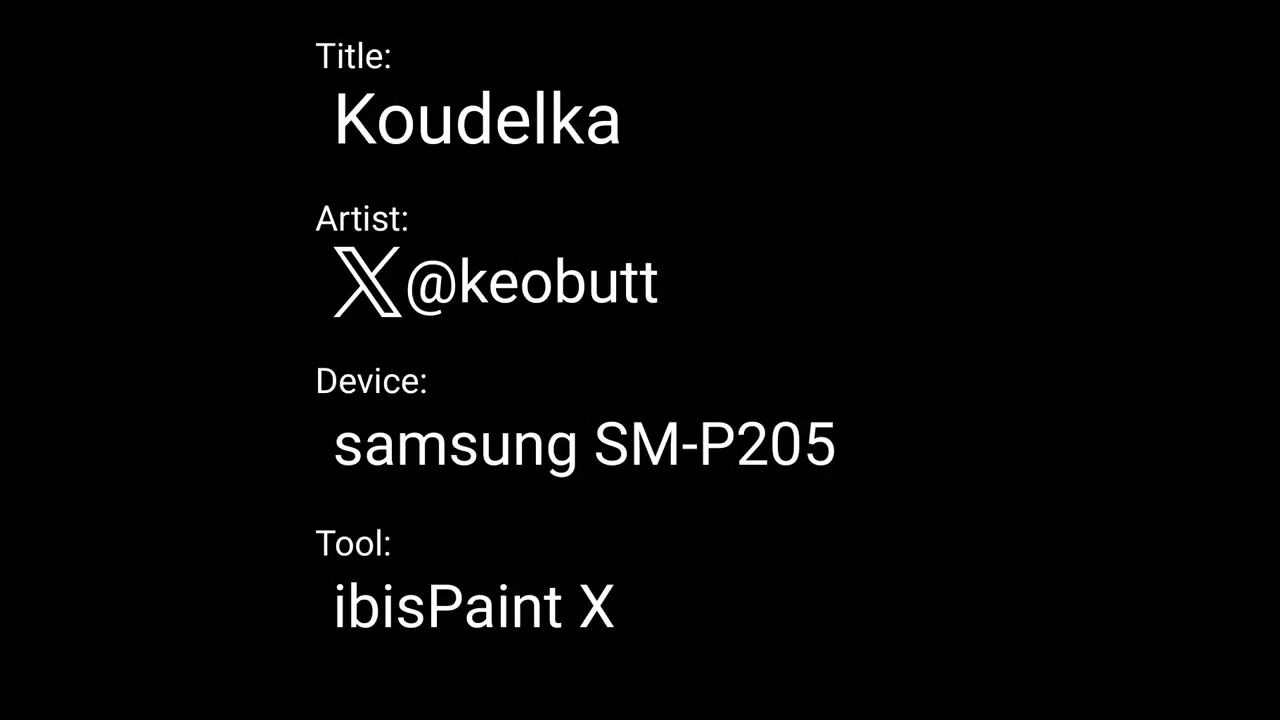 Title:
Koudelka
Artist:
𝕏@keobutt
Device:
samsung SM-P205
Tool:
ibisPaint X